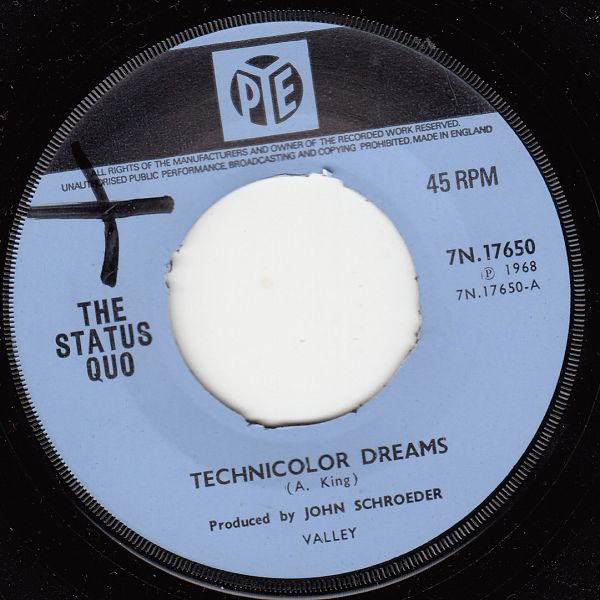 PYE
ALL RIGHTS OF THE MANUFACTURERS AND OWNER OF THE RECORDED WORK RESERVED.
UNAUTHORISED PUBLIC PERFORMANCE, BROADCASTING AND COPYING PROHIBITED. MADE IN ENGLAND
45 RPM
7N.17650
Ⓟ 1968
7N.17650-A
THE
STATUS
QUO
TECHNICOLOR DREAMS
(A. King)
Produced by JOHN SCHROEDER
VALLEY